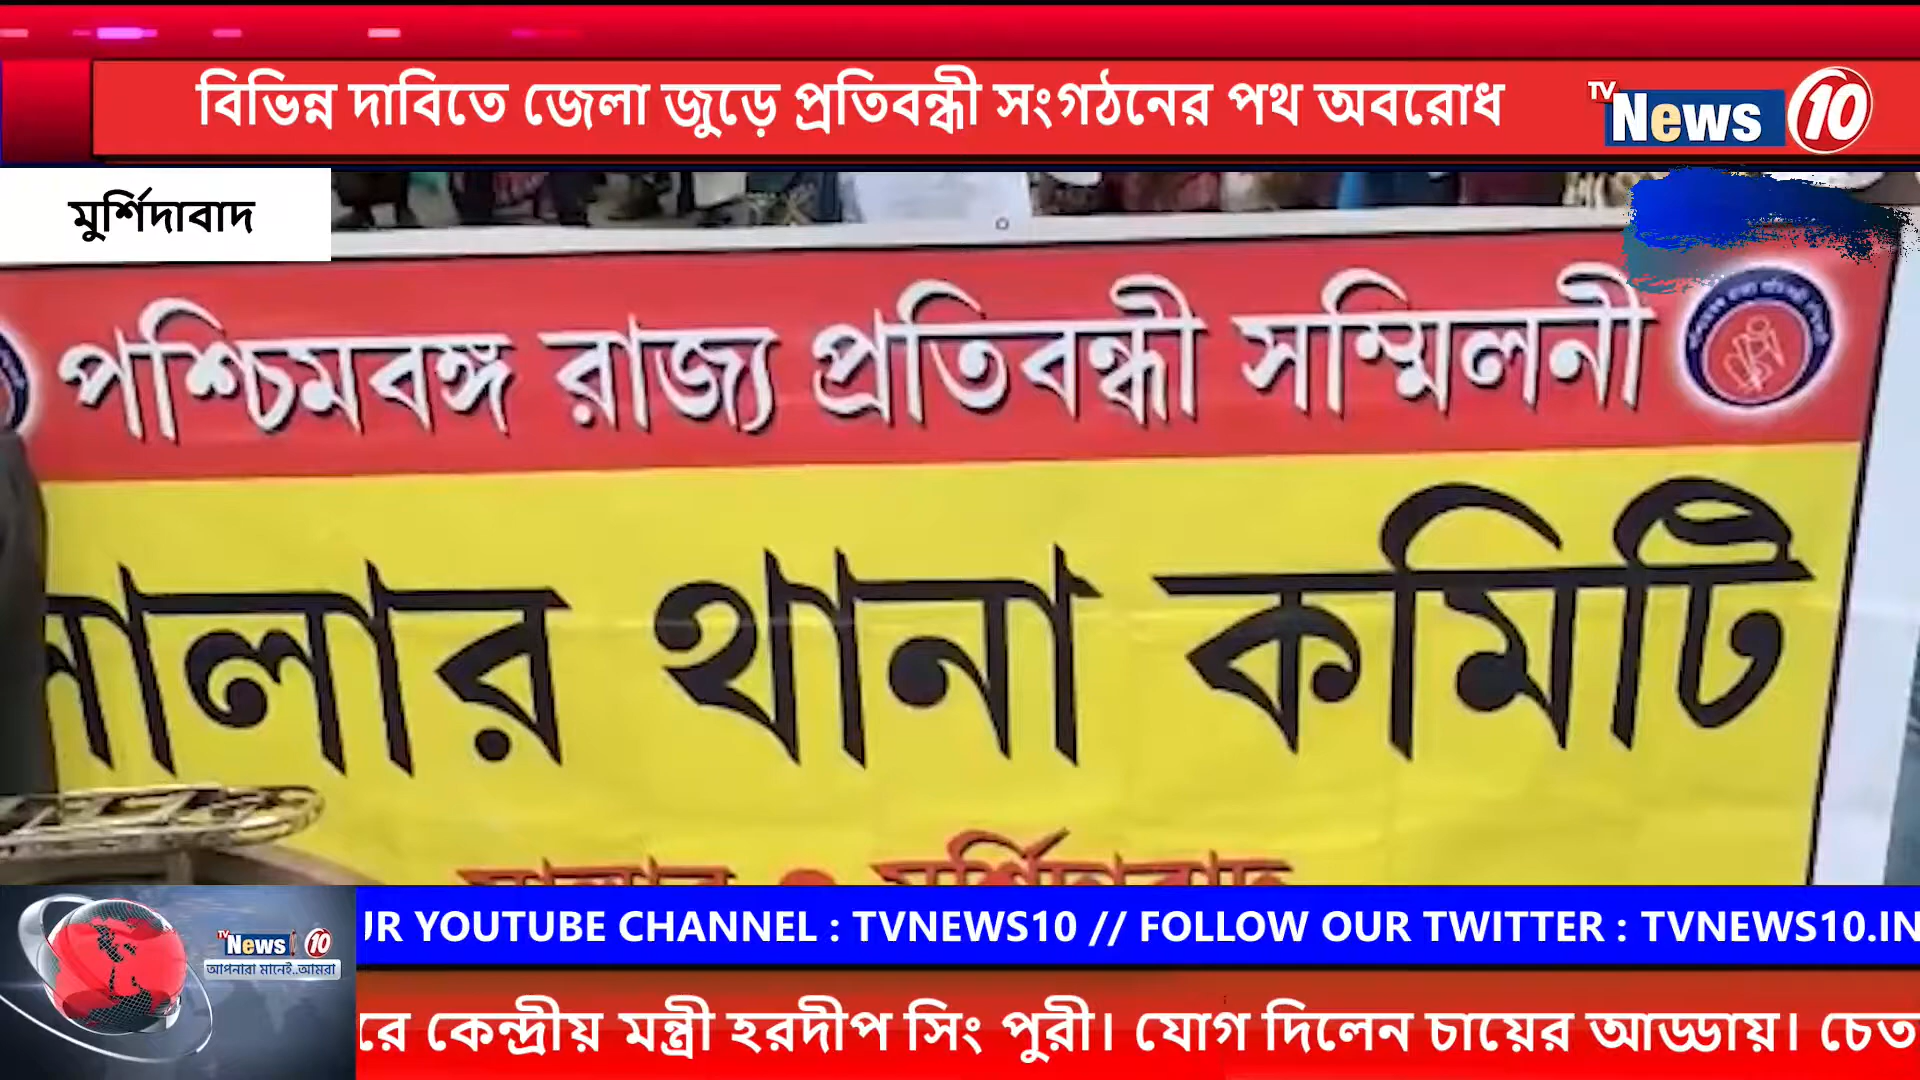 বিভিন্ন দাবিতে জেলা জুড়ে প্রতিবন্ধী সংগঠনের পথ অবরোধ
TV News 10
মুর্শিদাবাদ
পশ্চিমবঙ্গ রাজ্য প্রতিবন্ধী সম্মিলনী
থানা কমিটি
মুর্শিদাবাদ
UR YOUTUBE CHANNEL : TVNEWS10 // FOLLOW OUR TWITTER : TVNEWS10.IN
TV News 10
আপনারা মানেই..আমরা
রে কেন্দ্রীয় মন্ত্রী হরদীপ সিং পুরী। যোগ দিলেন চায়ের আড্ডায়। চেত